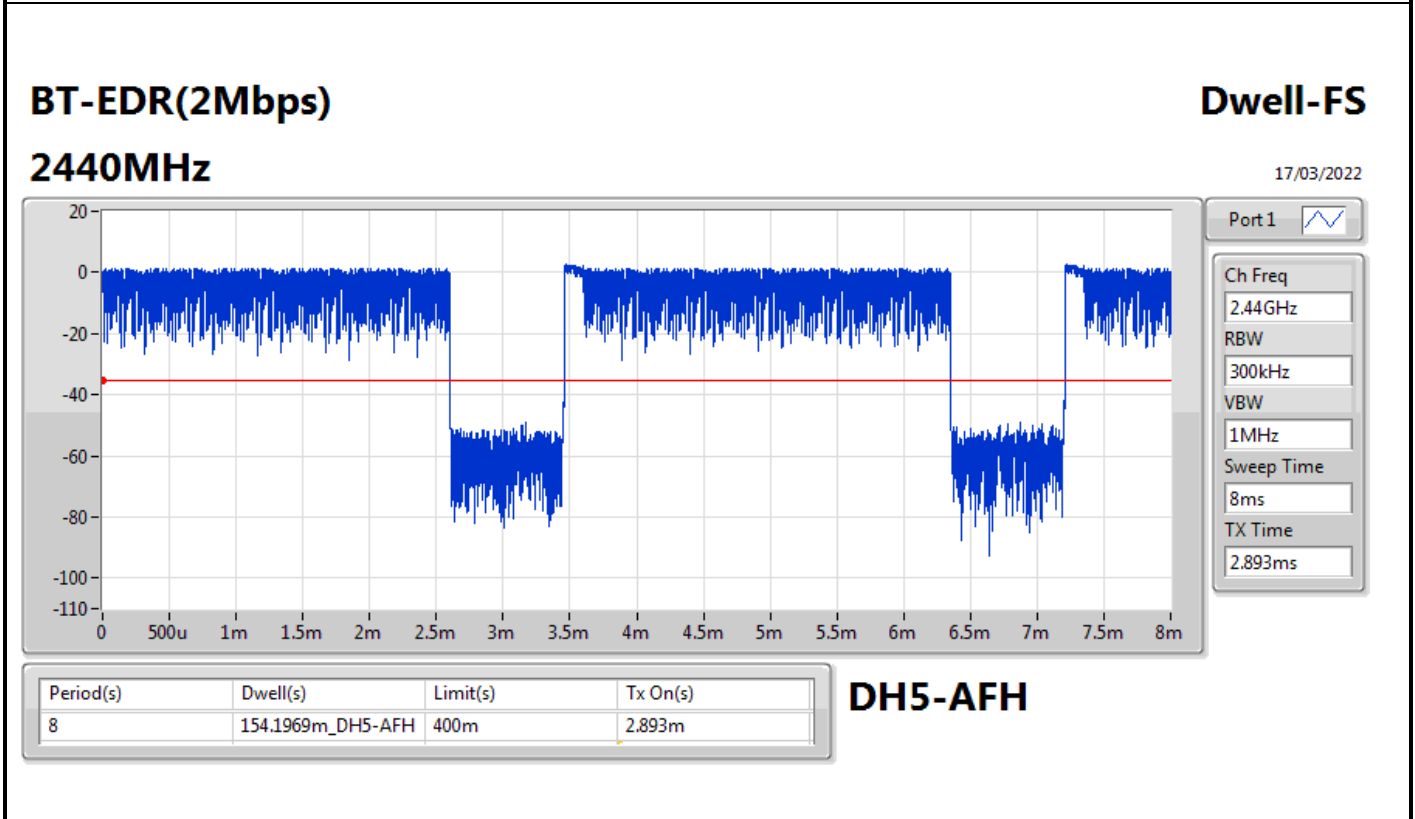 BT-EDR(2Mbps)
Dwell-FS
2440MHz
17/03/2022
20
0
-20
-40
-60
-80
-100
-110
0 500u 1m 1.5m 2m 2.5m 3m 3.5m 4m 4.5m 5m 5.5m 6m 6.5m 7m 7.5m 8m
Port 1
Ch Freq
2.44GHz
RBW
300kHz
VBW
1MHz
Sweep Time
8ms
TX Time
2.893ms
Period(s) Dwell(s) Limit(s) Tx On(s)
8 154.1969m_DH5-AFH 400m 2.893m
DH5-AFH